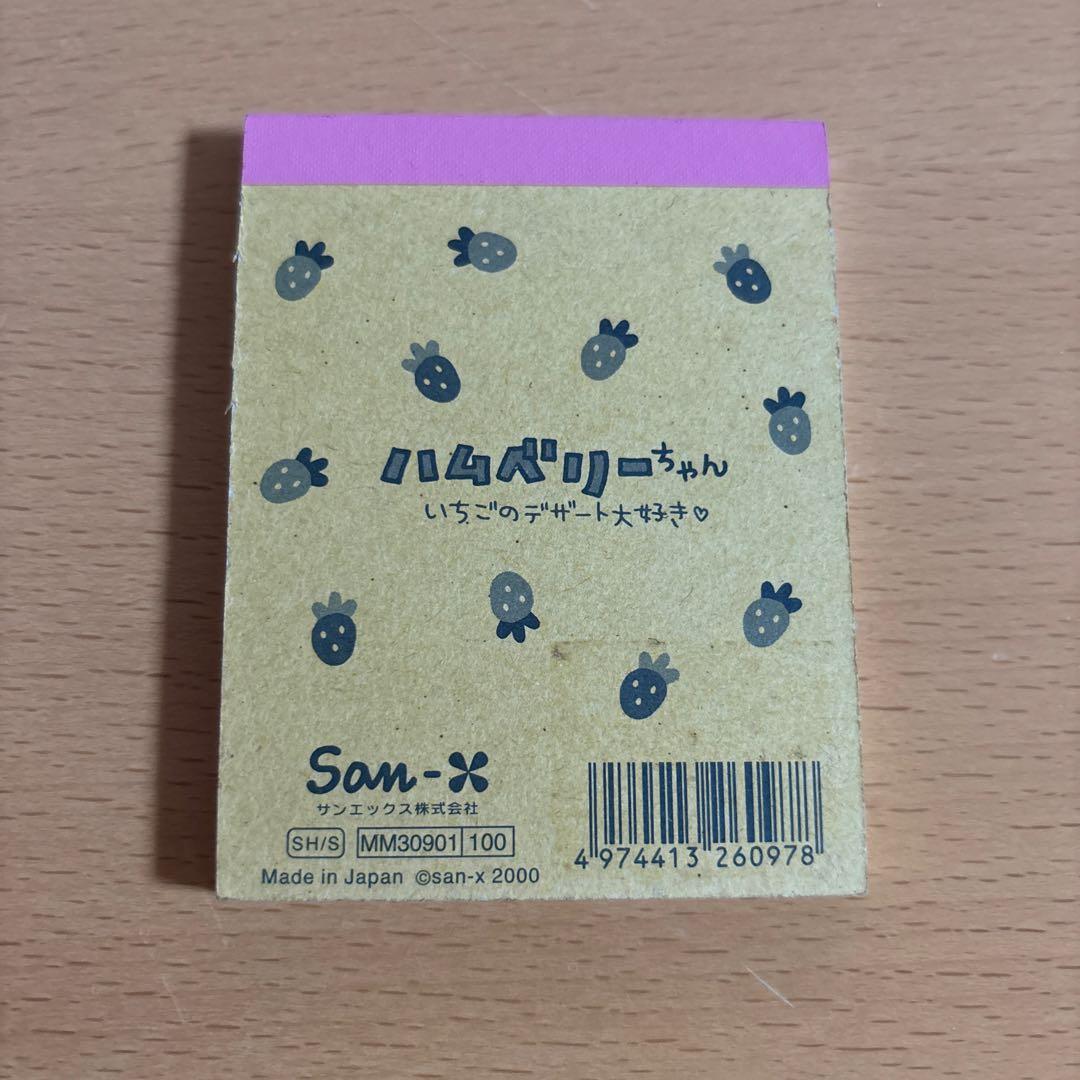 ハムベリーちゃん
いちごのデザート大好き♡
San-X
サンエックス株式会社
SH/S MM30901 100
Made in Japan ©san-x 2000
4 974413 260978